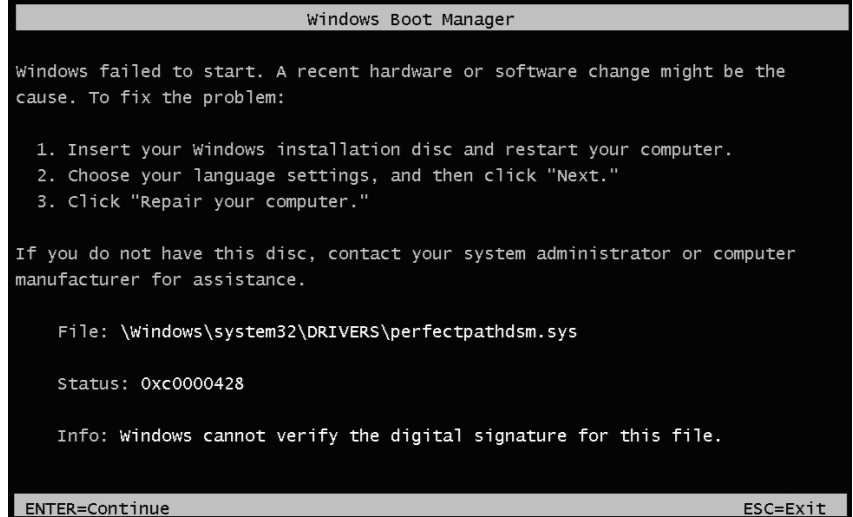 Windows Boot Manager
Windows failed to start. A recent hardware or software change might be the
cause. To fix the problem:
1. Insert your Windows installation disc and restart your computer.
2. Choose your language settings, and then click "Next."
3. Click "Repair your computer."
If you do not have this disc, contact your system administrator or computer
manufacturer for assistance.
File: \Windows\system32\DRIVERS\perfectpathdsm.sys
Status: 0xc0000428
Info: Windows cannot verify the digital signature for this file.
ENTER=Continue ESC=Exit